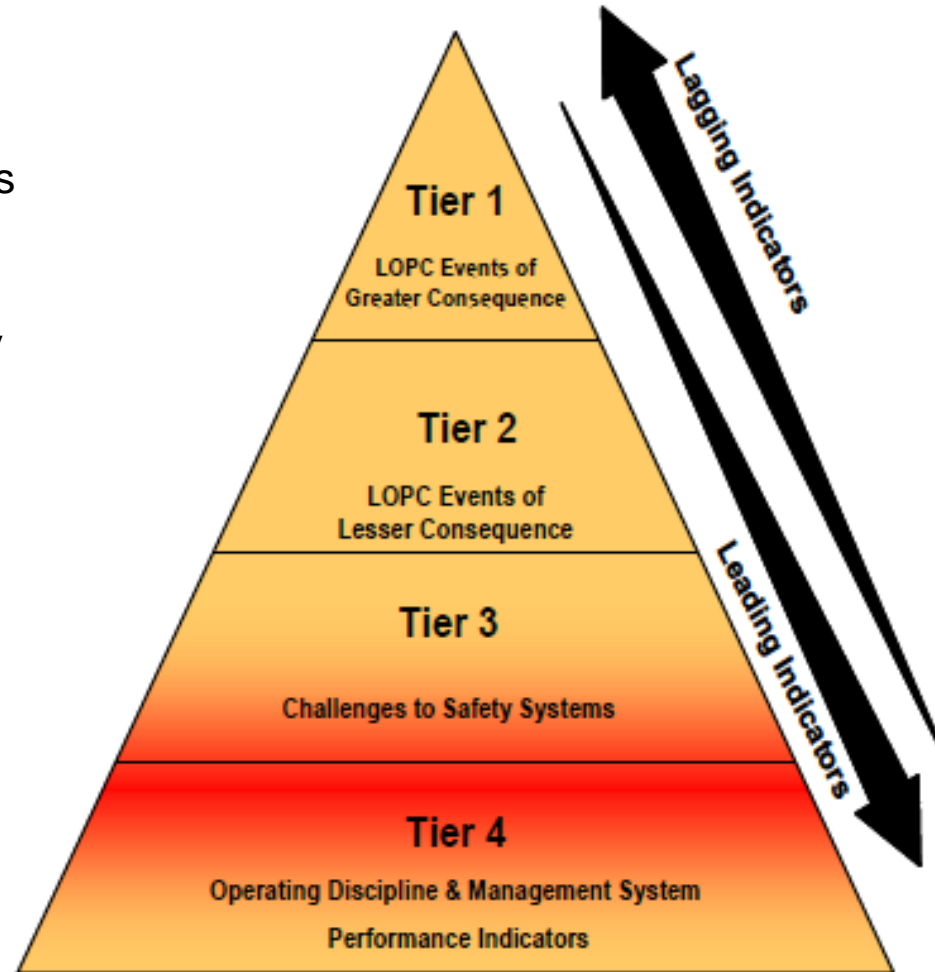 s
Tier 1
LOPC Events of
Greater Consequence
Tier 2
LOPC Events of
Lesser Consequence
Tier 3
Challenges to Safety Systems
Tier 4
Operating Discipline & Management System
Performance Indicators
Lagging Indicators
Leading Indicators